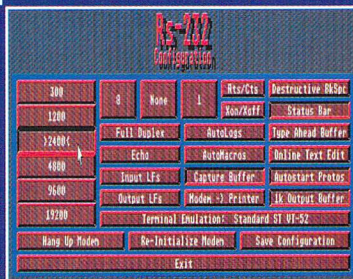 Rs-232
Configuration
300
1200
>2400<
4800
9600
19200
8
None
1
Rts/Cts
Xon/Xoff
Destructive BkSpc
Status Bar
Full Duplex
AutoLogs
Type Ahead Buffer
Echo
AutoMacros
Online Text Edit
Input LFs
Capture Buffer
Autostart Protos
Output LFs
Modem -> Printer
1k Output Buffer
Terminal Emulation: Standard ST VT-52
Hang Up Modem
Re-Initialize Modem
Save Configuration
Exit